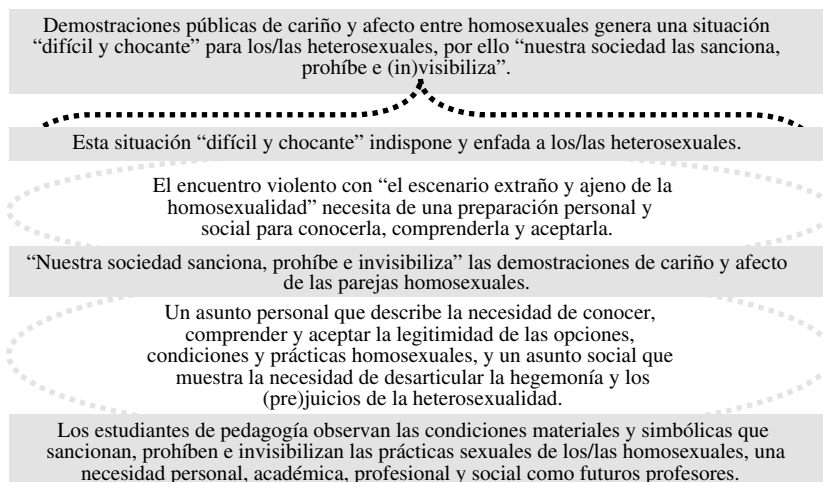 Demostraciones públicas de cariño y afecto entre homosexuales genera una situación
“difícil y chocante” para los/las heterosexuales, por ello “nuestra sociedad las sanciona,
prohíbe e (in)visibiliza”.
Esta situación “difícil y chocante” indispone y enfada a los/las heterosexuales.
El encuentro violento con “el escenario extraño y ajeno de la
homosexualidad” necesita de una preparación personal y
social para conocerla, comprenderla y aceptarla.
“Nuestra sociedad sanciona, prohíbe e invisibiliza” las demostraciones de cariño y afecto
de las parejas homosexuales.
Un asunto personal que describe la necesidad de conocer,
comprender y aceptar la legitimidad de las opciones,
condiciones y prácticas homosexuales, y un asunto social que
muestra la necesidad de desarticular la hegemonía y los
(pre)juicios de la heterosexualidad.
Los estudiantes de pedagogía observan las condiciones materiales y simbólicas que
sancionan, prohíben e invisibilizan las prácticas sexuales de los/las homosexuales, una
necesidad personal, académica, profesional y social como futuros profesores.